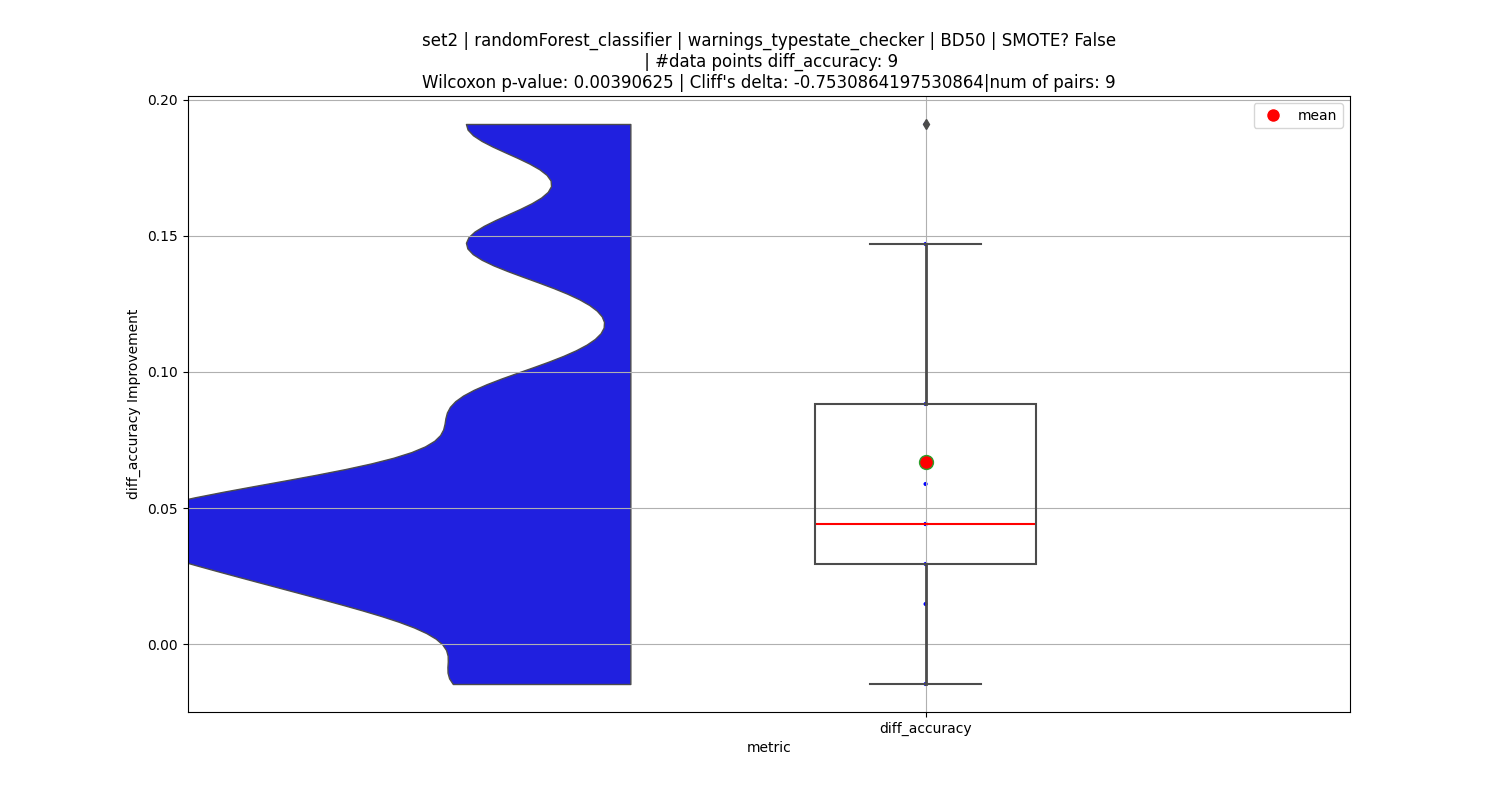 set2 | randomForest_classifier | warnings_typestate_checker | BD50 | SMOTE? False
| #data points diff_accuracy: 9
Wilcoxon p-value: 0.00390625 | Cliff's delta: -0.7530864197530864|num of pairs: 9
mean
0.20
0.15
0.10
0.05
0.00
diff_accuracy Improvement
diff_accuracy
metric